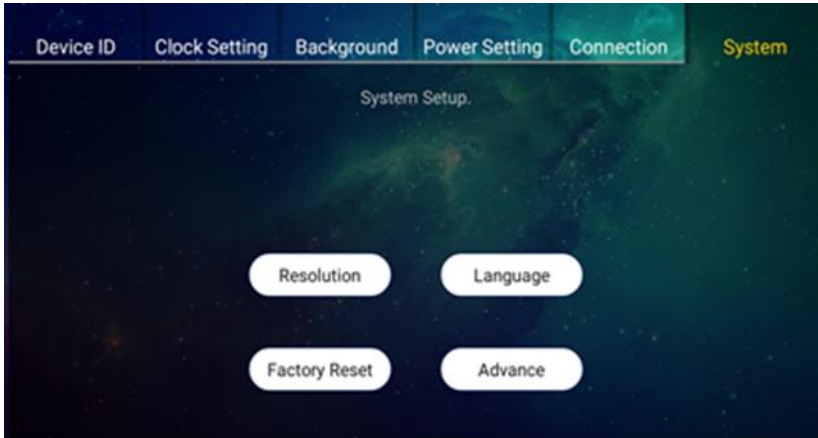 Device ID Clock Setting Background Power Setting Connection System
System Setup.
Resolution Language
Factory Reset Advance